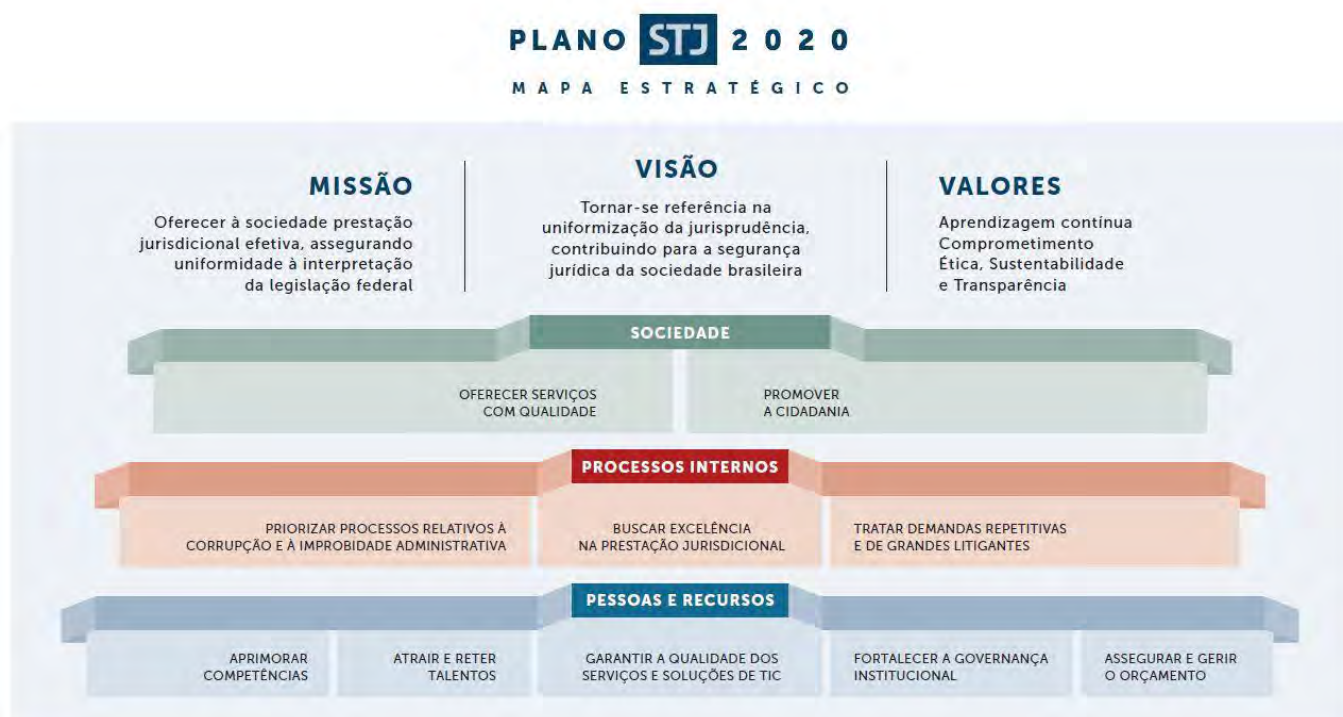 PLANO STJ 2020
MAPA ESTRATÉGICO
MISSÃO
Oferecer à sociedade prestação
jurisdicional efetiva, assegurando
uniformidade à interpretação
da legislação federal
VISÃO
Tornar-se referência na
uniformização da jurisprudência,
contribuindo para a segurança
jurídica da sociedade brasileira
VALORES
Aprendizagem contínua
Comprometimento
Ética, Sustentabilidade
e Transparência
SOCIEDADE
OFERECER SERVIÇOS
COM QUALIDADE
PROMOVER
A CIDADANIA
PROCESSOS INTERNOS
PRIORIZAR PROCESSOS RELATIVOS À
CORRUPÇÃO E À IMPROBIDADE ADMINISTRATIVA
BUSCAR EXCELÊNCIA
NA PRESTAÇÃO JURISDICIONAL
TRATAR DEMANDAS REPETITIVAS
E DE GRANDES LITIGANTES
PESSOAS E RECURSOS
APRIMORAR
COMPETÊNCIAS
ATRAIR E RETER
TALENTOS
GARANTIR A QUALIDADE DOS
SERVIÇOS E SOLUÇÕES DE TIC
FORTALECER A GOVERNANÇA
INSTITUCIONAL
ASSEGURAR E GERIR
O ORÇAMENTO